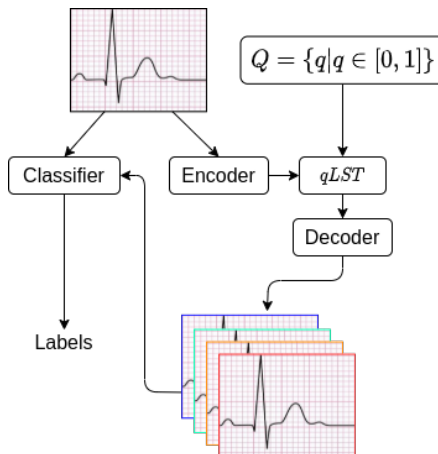 Q = {q|q ∈ [0, 1]}
Classifier
Encoder
qLST
Decoder
Labels